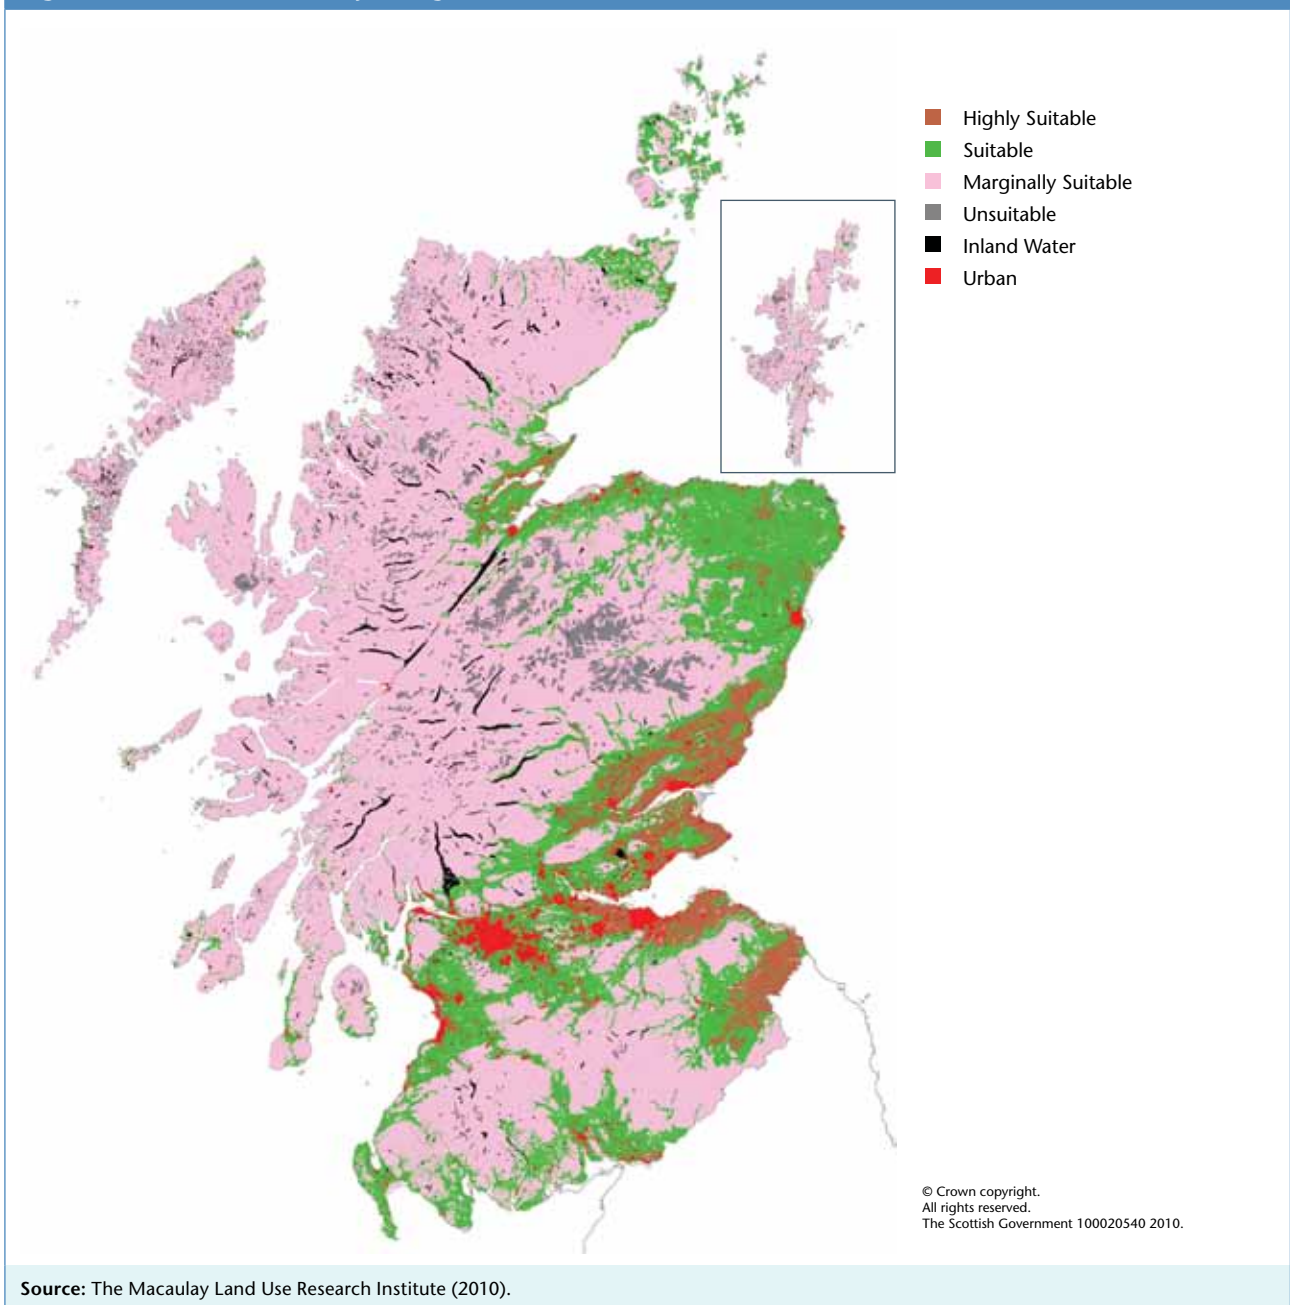 Highly Suitable
Suitable
Marginally Suitable
Unsuitable
Inland Water
Urban
© Crown copyright.
All rights reserved.
The Scottish Government 100020540 2010.
Source: The Macaulay Land Use Research Institute (2010).